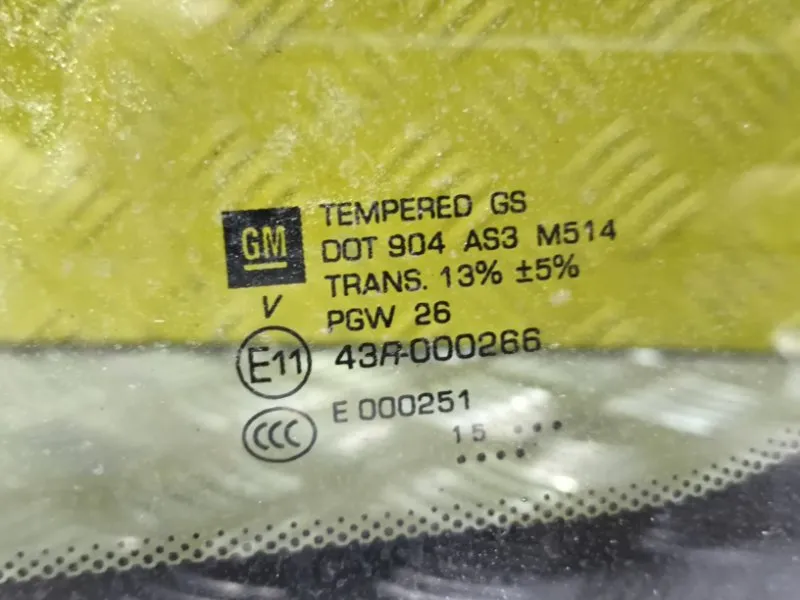 TEMPERED GS
GM
DOT 904 AS3 M514
TRANS. 13% ±5%
V
PGW 26
E11
43R-000266
E 000251
CCC
15